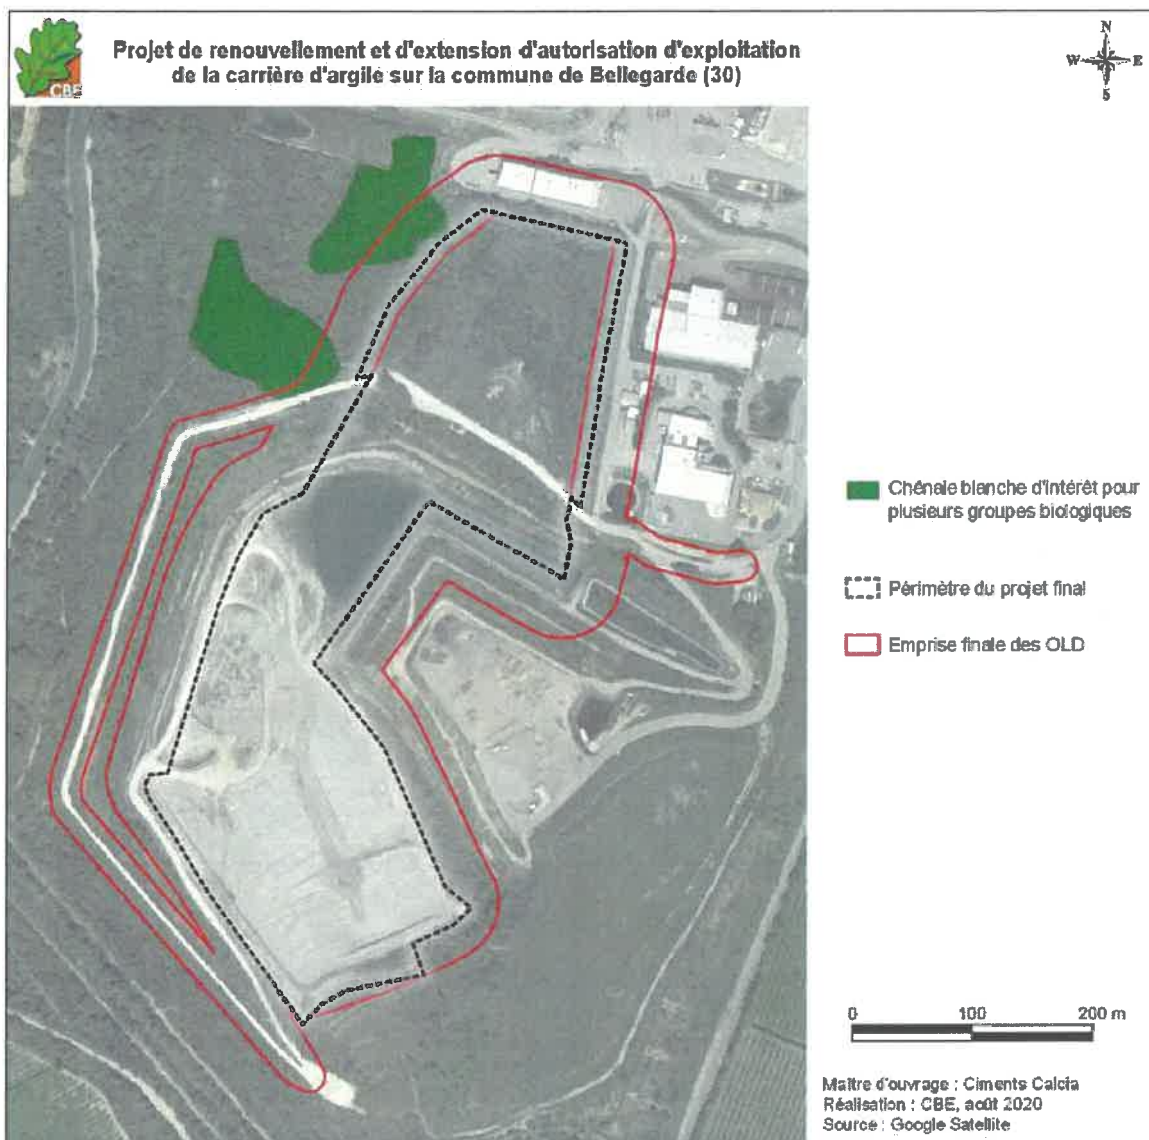 CBE
Projet de renouvellement et d'extension d'autorisation d'exploitation
de la carrière d'argile sur la commune de Bellegarde (30)
N
W E
S
Chênaie blanche d'intérêt pour
plusieurs groupes biologiques
Périmètre du projet final
Emprise finale des OLD
0 100 200 m
Maître d'ouvrage : Ciments Calcia
Réalisation : CBE, août 2020
Source : Google Satellite